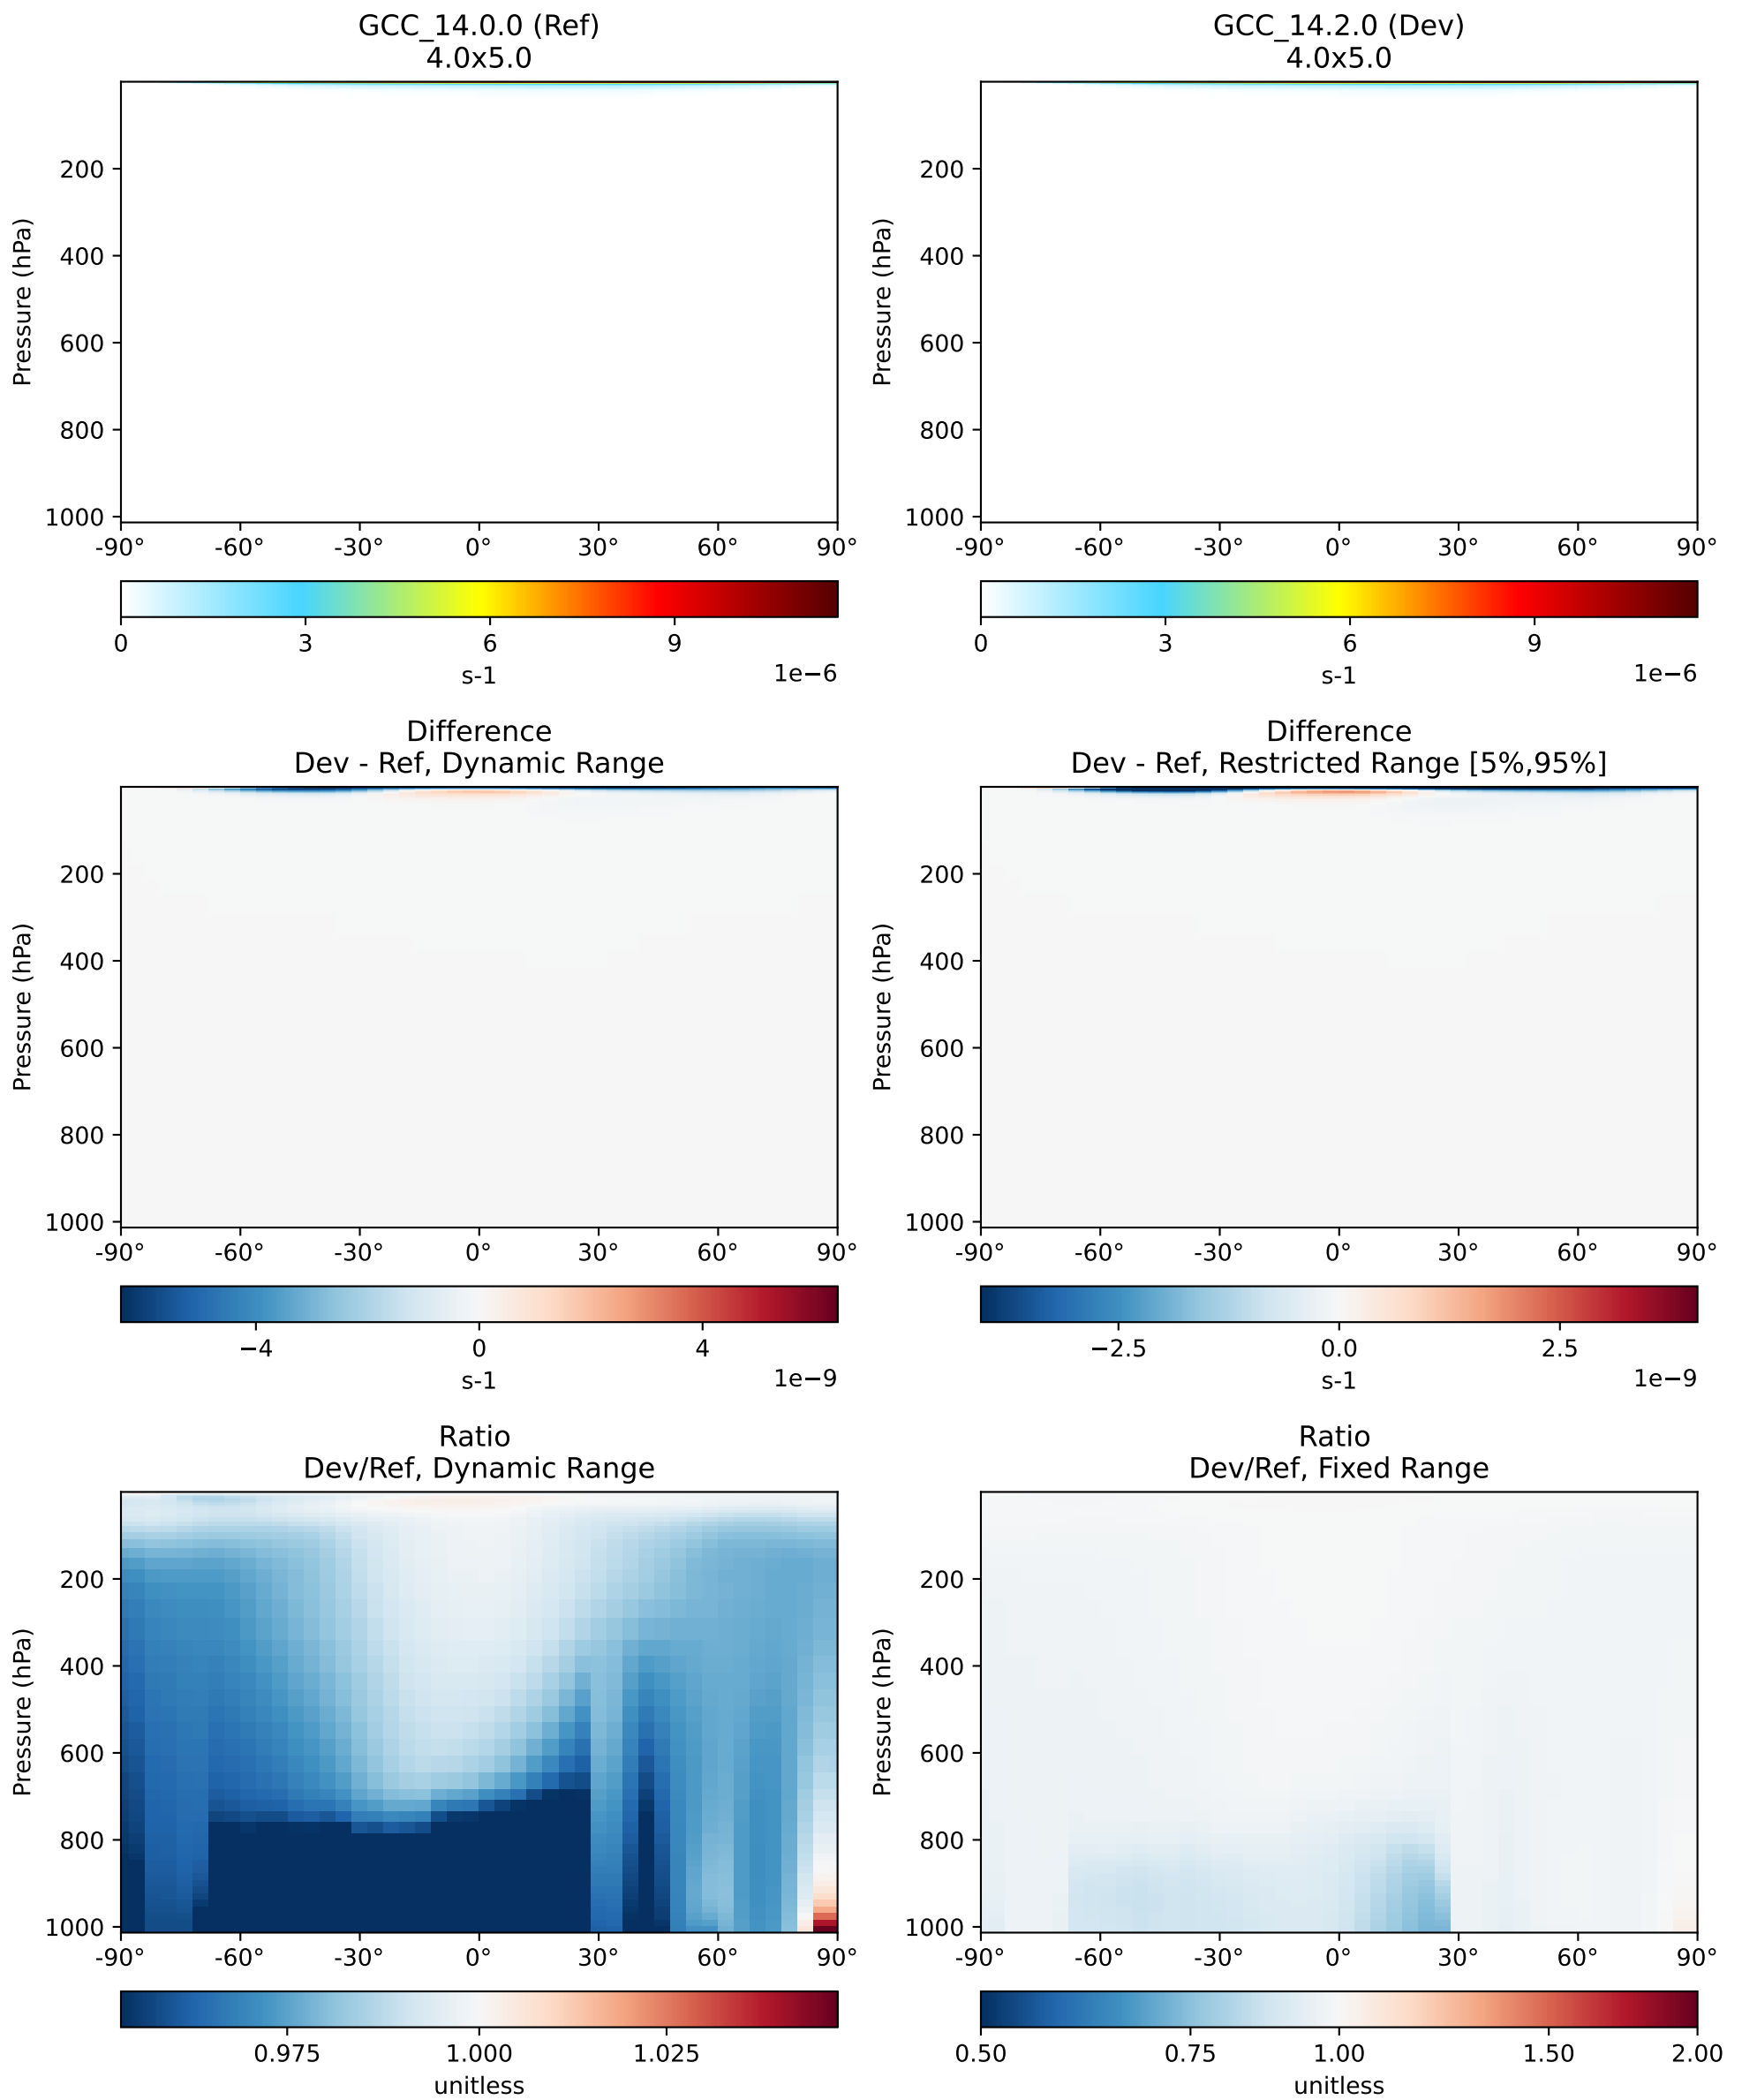 GCC_14.0.0 (Ref)
4.0x5.0
Pressure (hPa)
200
400
600
800
1000
-90° -60° -30° 0° 30° 60° 90°
0 3 6 9
s-1
1e−6
GCC_14.2.0 (Dev)
4.0x5.0
Pressure (hPa)
200
400
600
800
1000
-90° -60° -30° 0° 30° 60° 90°
0 3 6 9
s-1
1e−6
Difference
Dev - Ref, Dynamic Range
Pressure (hPa)
200
400
600
800
1000
-90° -60° -30° 0° 30° 60° 90°
−4 0 4
s-1
1e−9
Difference
Dev - Ref, Restricted Range [5%,95%]
Pressure (hPa)
200
400
600
800
1000
-90° -60° -30° 0° 30° 60° 90°
−2.5 0.0 2.5
s-1
1e−9
Ratio
Dev/Ref, Dynamic Range
Pressure (hPa)
200
400
600
800
1000
-90° -60° -30° 0° 30° 60° 90°
0.975 1.000 1.025
unitless
Ratio
Dev/Ref, Fixed Range
Pressure (hPa)
200
400
600
800
1000
-90° -60° -30° 0° 30° 60° 90°
0.50 0.75 1.00 1.50 2.00
unitless